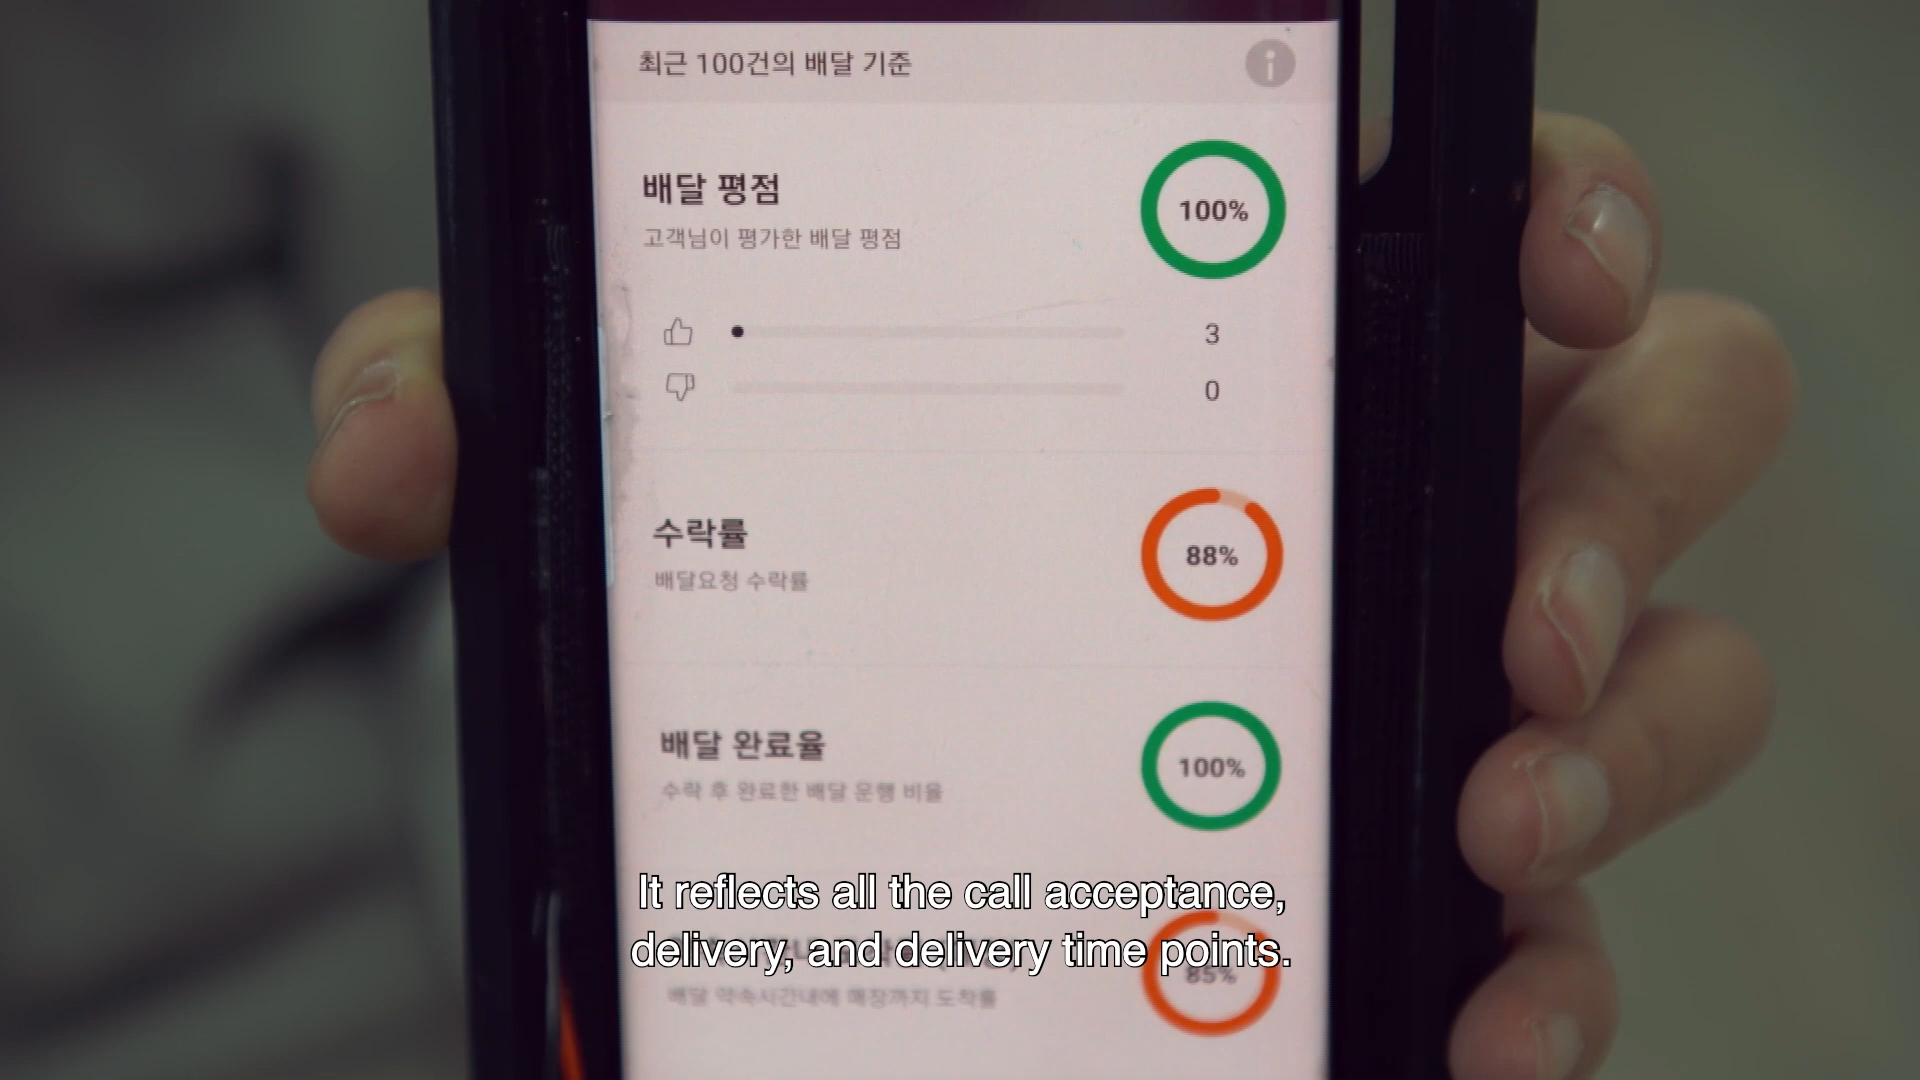 최근 100건의 배달 기준
배달 평점
100%
고객님이 평가한 배달 평점
3
0
수락률
88%
배달요청 수락률
배달 완료율
100%
수락 후 완료한 배달 운행 비율
It reflects all the call acceptance,
delivery, and delivery time points.
85%
배달 약속시간내에 매장까지 도착률